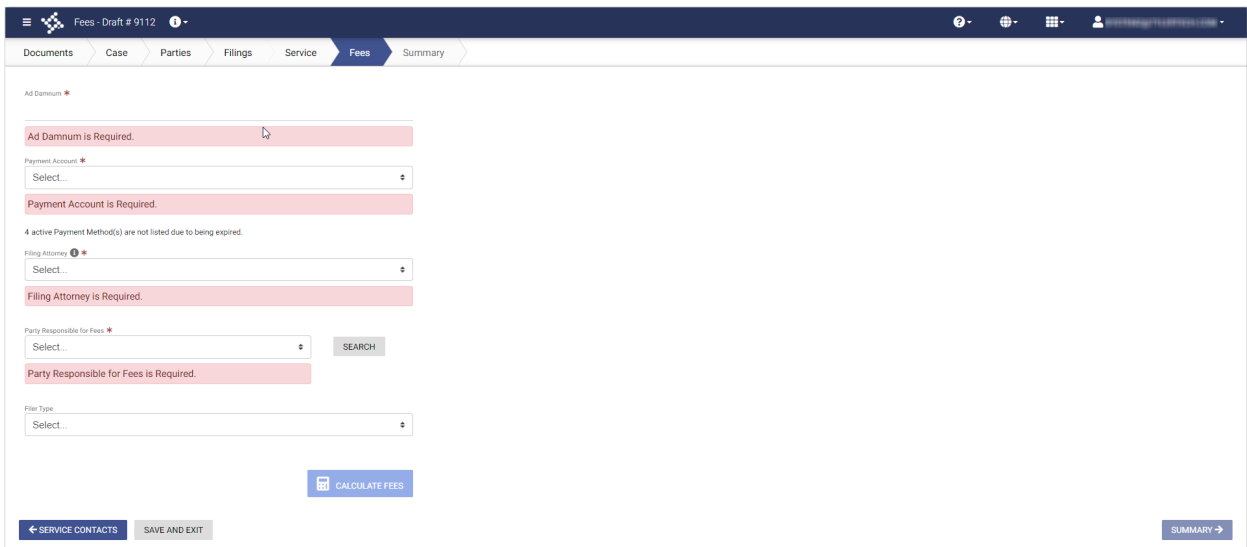 Fees - Draft # 9112
Documents Case Parties Filings Service Fees Summary
Ad Damnum *
Ad Damnum is Required.
Payment Account *
Select...
Payment Account is Required.
4 active Payment Method(s) are not listed due to being expired.
Filing Attorney *
Select...
Filing Attorney is Required.
Party Responsible for Fees *
Select... SEARCH
Party Responsible for Fees is Required.
Filer Type
Select...
CALCULATE FEES
← SERVICE CONTACTS SAVE AND EXIT SUMMARY →